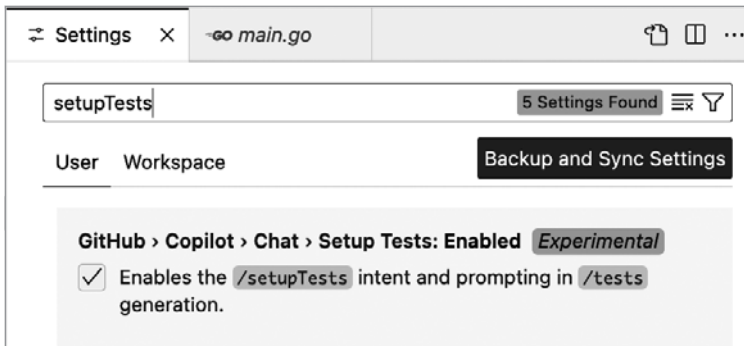 Settings
GO main.go
setupTests
5 Settings Found
User Workspace
Backup and Sync Settings
GitHub › Copilot › Chat › Setup Tests: Enabled Experimental
Enables the /setupTests intent and prompting in /tests
generation.